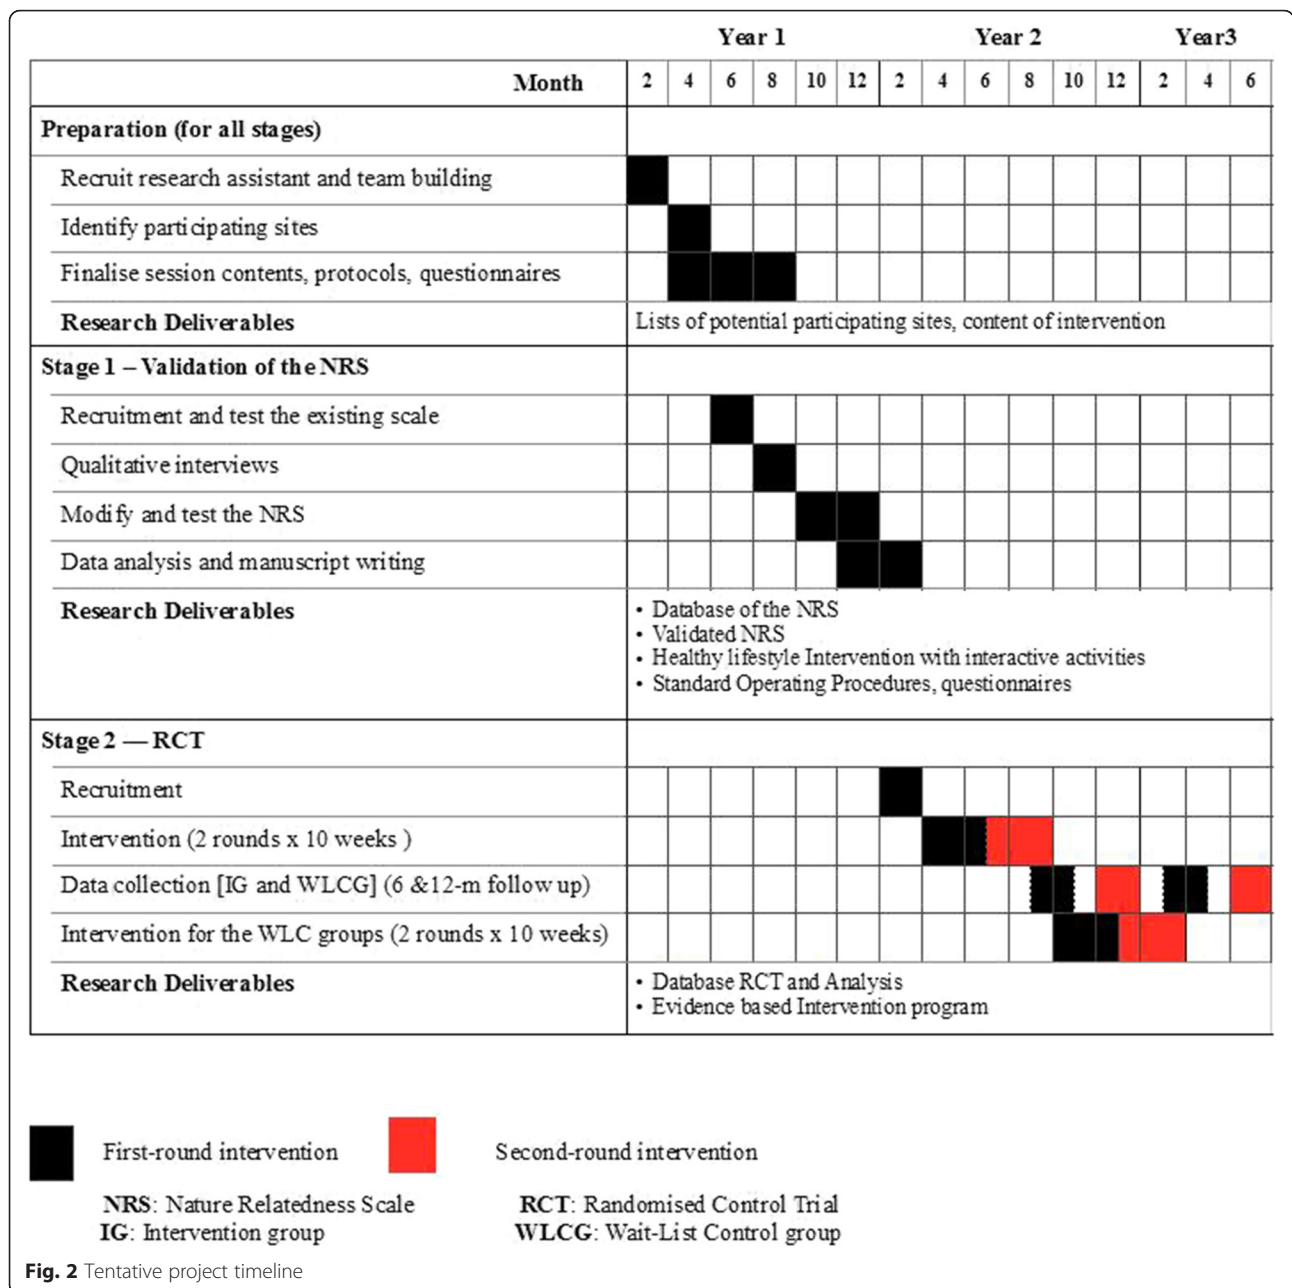 Year 1 Year 2 Year3
Month 2 4 6 8 10 12 2 4 6 8 10 12 2 4 6
Preparation (for all stages)
Recruit research assistant and team building
Identify participating sites
Finalise session contents, protocols, questionnaires
Research Deliverables Lists of potential participating sites, content of intervention
Stage 1 – Validation of the NRS
Recruitment and test the existing scale
Qualitative interviews
Modify and test the NRS
Data analysis and manuscript writing
Research Deliverables
• Database of the NRS
• Validated NRS
• Healthy lifestyle Intervention with interactive activities
• Standard Operating Procedures, questionnaires
Stage 2 — RCT
Recruitment
Intervention (2 rounds x 10 weeks )
Data collection [IG and WLCG] (6 &12-m follow up)
Intervention for the WLC groups (2 rounds x 10 weeks)
Research Deliverables
• Database RCT and Analysis
• Evidence based Intervention program
First-round intervention Second-round intervention
NRS: Nature Relatedness Scale RCT: Randomised Control Trial
IG: Intervention group WLCG: Wait-List Control group
Fig. 2 Tentative project timeline